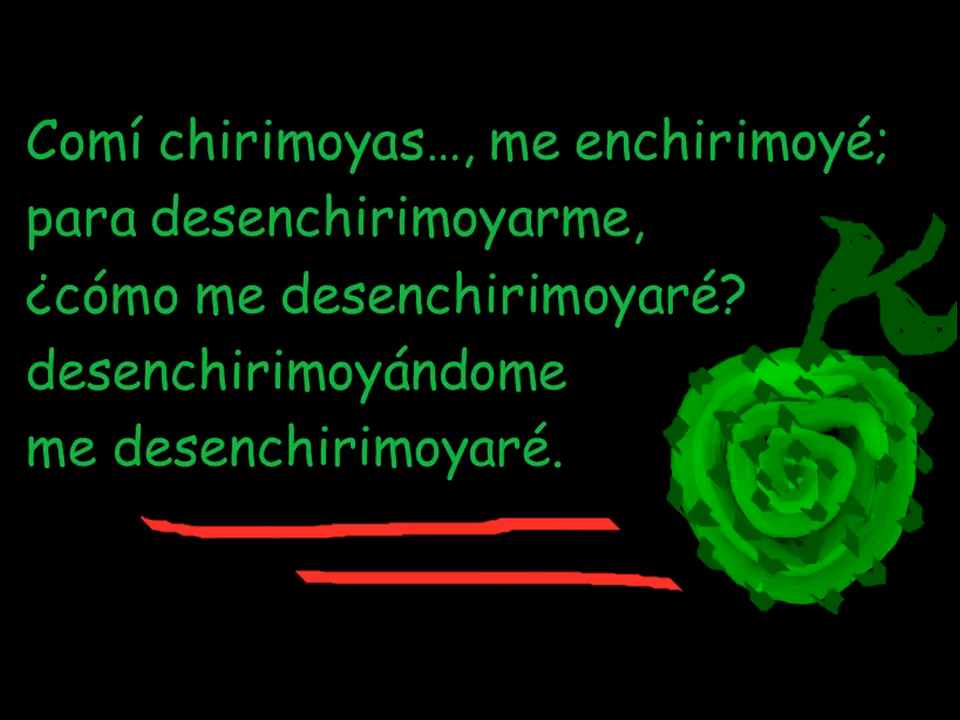 Comí chirimoyas…, me enchirimoyé;
para desenchirimoyarme,
¿cómo me desenchirimoyaré?
desenchirimoyándome
me desenchirimoyaré.